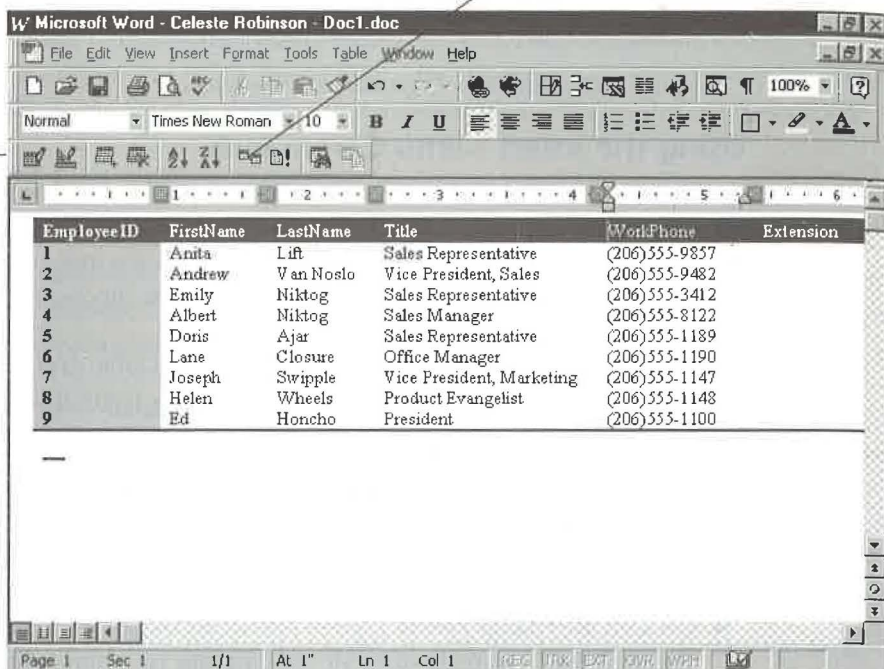 Microsoft Word - Celeste Robinson - Doc1.doc
File Edit View Insert Format Tools Table Window Help
100%
Normal Times New Roman 10 B I U A
1 2 3 4 5 6
EmployeeID FirstName LastName Title WorkPhone Extension
1 Anita Lift Sales Representative (206)555-9857
2 Andrew Van Noslo Vice President, Sales (206)555-9482
3 Emily Niktog Sales Representative (206)555-3412
4 Albert Niktog Sales Manager (206)555-8122
5 Doris Ajar Sales Representative (206)555-1189
6 Lane Closure Office Manager (206)555-1190
7 Joseph Swipple Vice President, Marketing (206)555-1147
8 Helen Wheels Product Evangelist (206)555-1148
9 Ed Honcho President (206)555-1100
Page 1 Sec 1 1/1 At 1" Ln 1 Col 1 REC TRK EXT OVR WPH